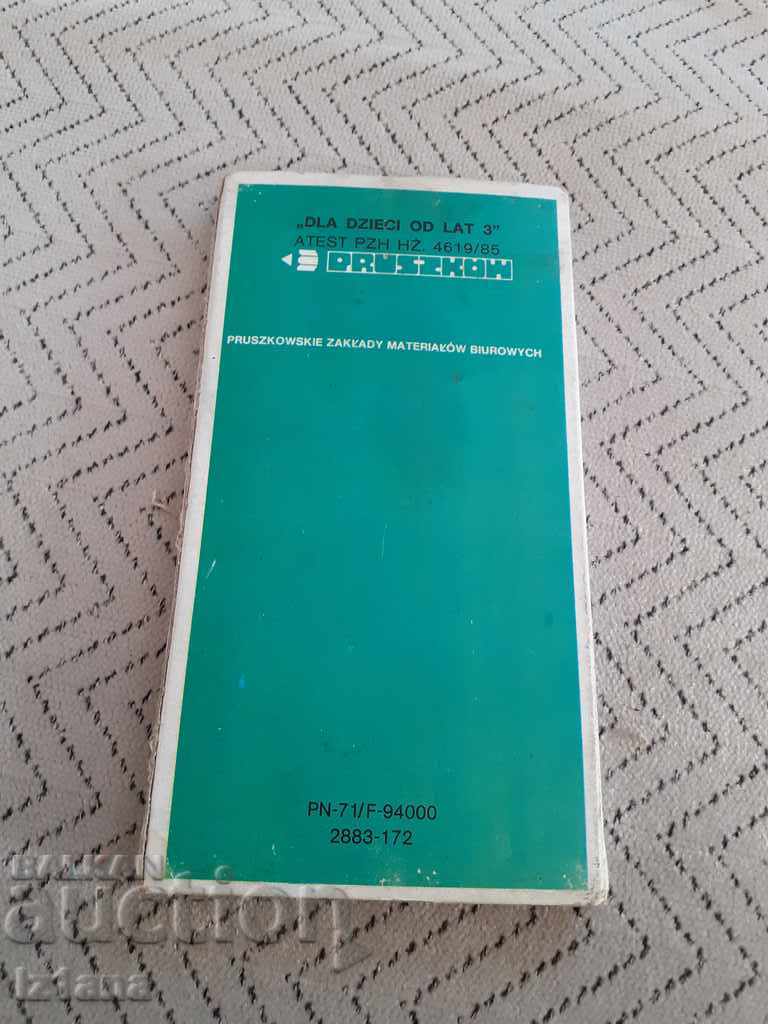 „DLA DZIECI OD LAT 3”
ATEST PZH HŻ. 4619/85
PRUSZKÓW
PRUSZKOWSKIE ZAKŁADY MATERIAŁÓW BIUROWYCH
PN-71/F-94000
2883-172
BALKAN
auction
iz1ana